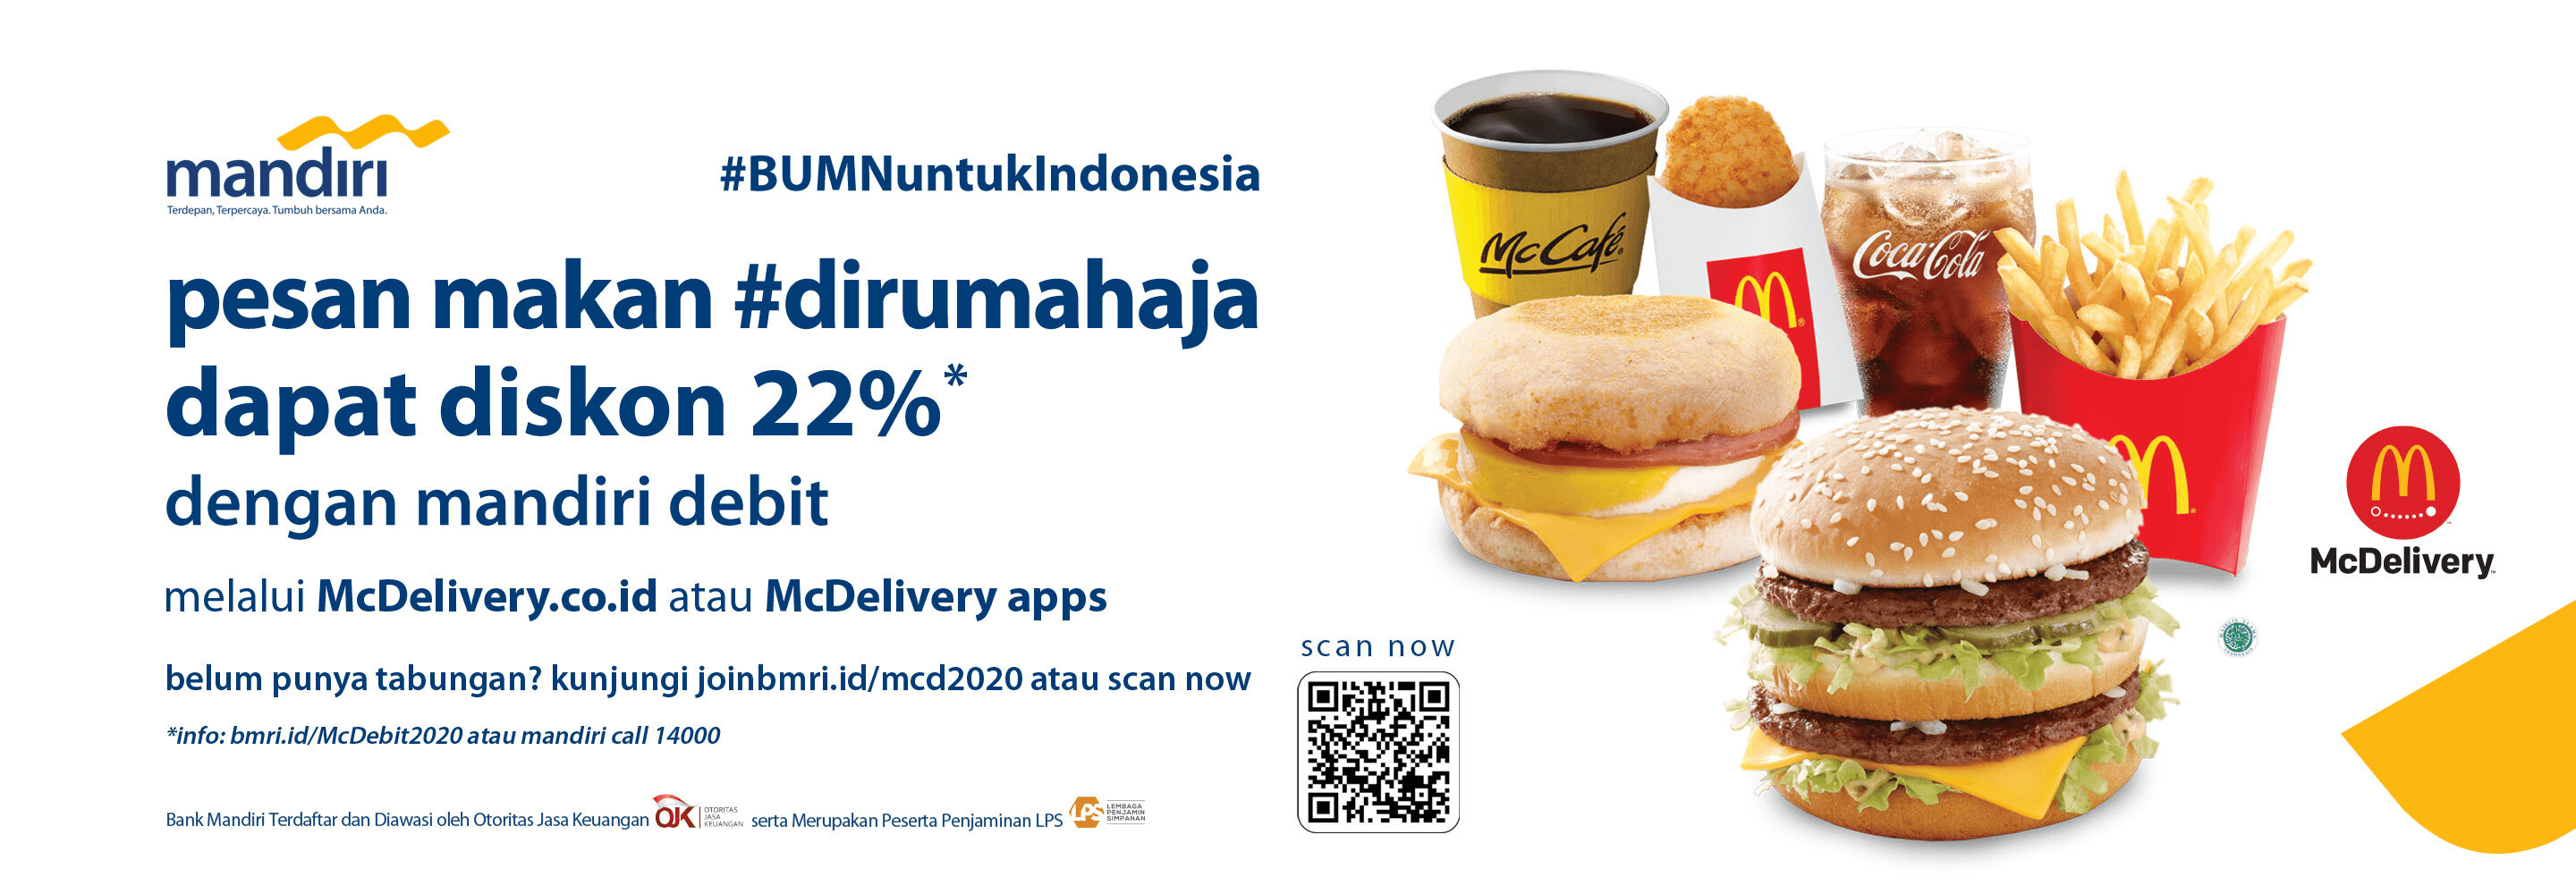 mandiri
Terdepan, Terpercaya. Tumbuh bersama Anda.
#BUMNuntukIndonesia
pesan makan #dirumahaja
dapat diskon 22%*
dengan mandiri debit
melalui McDelivery.co.id atau McDelivery apps
belum punya tabungan? kunjungi joinbmri.id/mcd2020 atau scan now
*info: bmri.id/McDebit2020 atau mandiri call 14000
Bank Mandiri Terdaftar dan Diawasi oleh Otoritas Jasa Keuangan OJK OTORITAS JASA KEUANGAN serta Merupakan Peserta Penjaminan LPS LPS LEMBAGA PENJAMIN SIMPANAN
scan now
McCafé
Coca-Cola
McDelivery
MAJELIS ULAMA INDONESIA